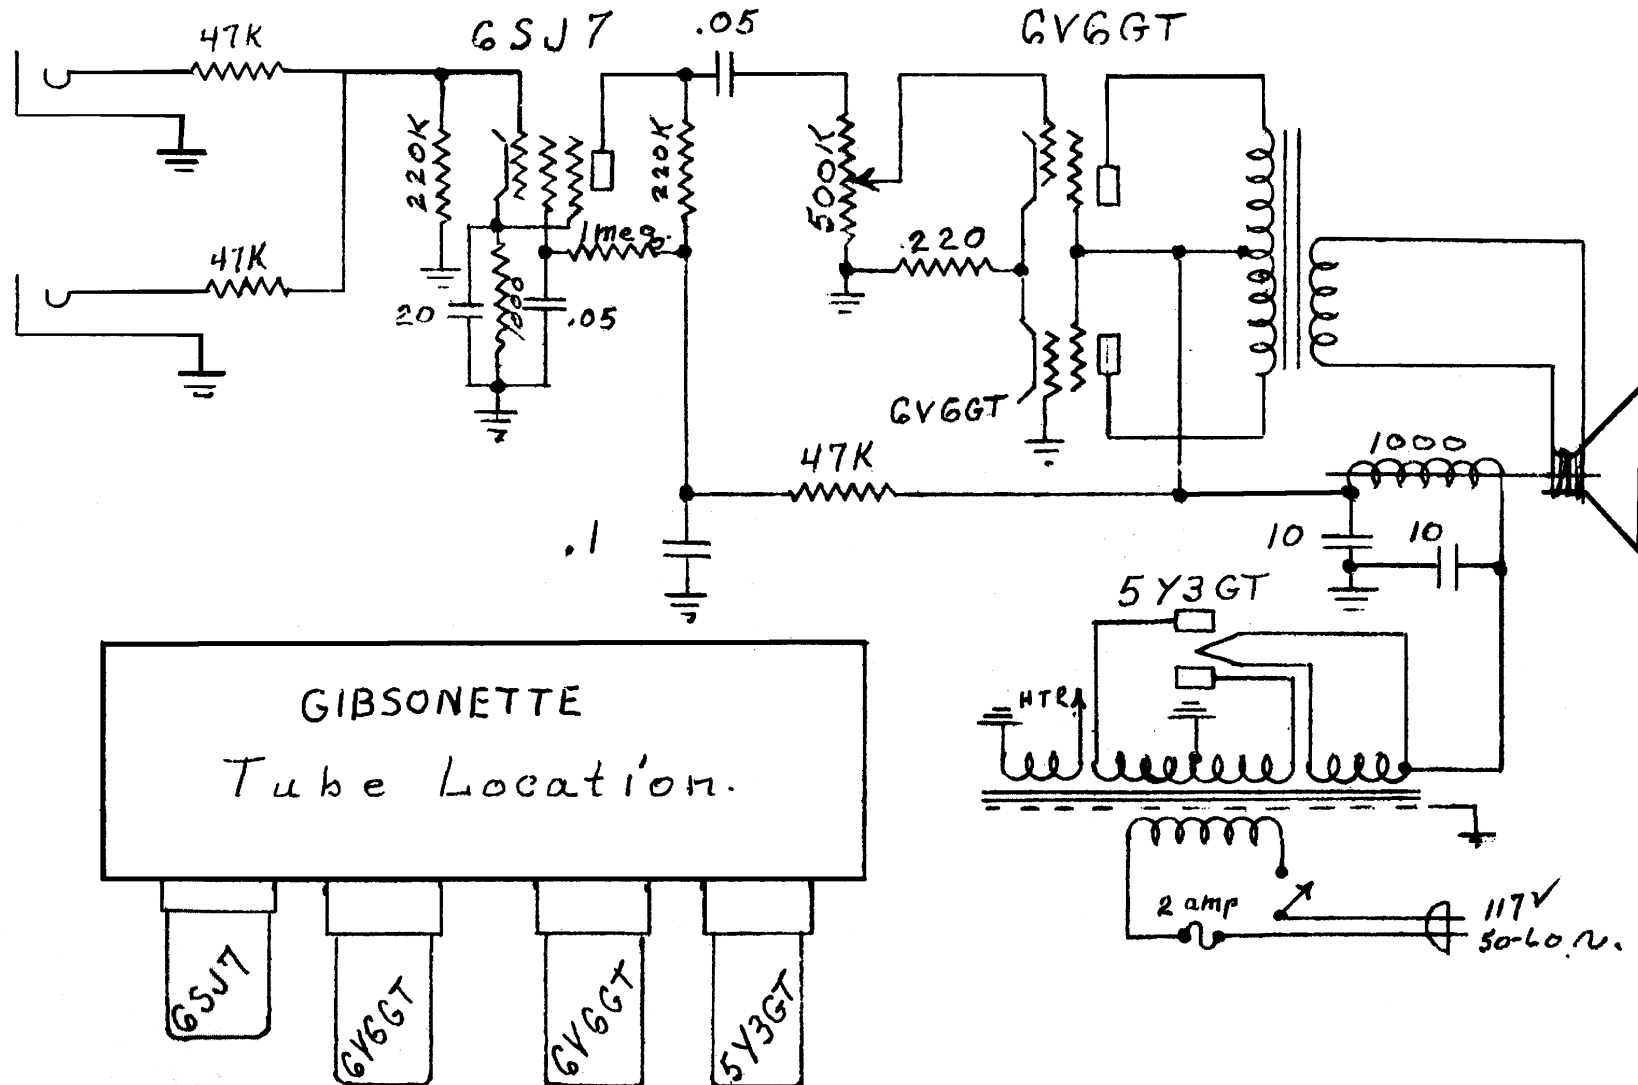 47K
6SJ7
.05
6V6GT
220K
220K
500K
1meg.
220
47K
20
1800
.05
6V6GT
1000
47K
.1
10
10
5Y3GT
HTR
GIBSONETTE
Tube Location.
2 amp
117V
50-60~.
6SJ7
6V6GT
6V6GT
5Y3GT